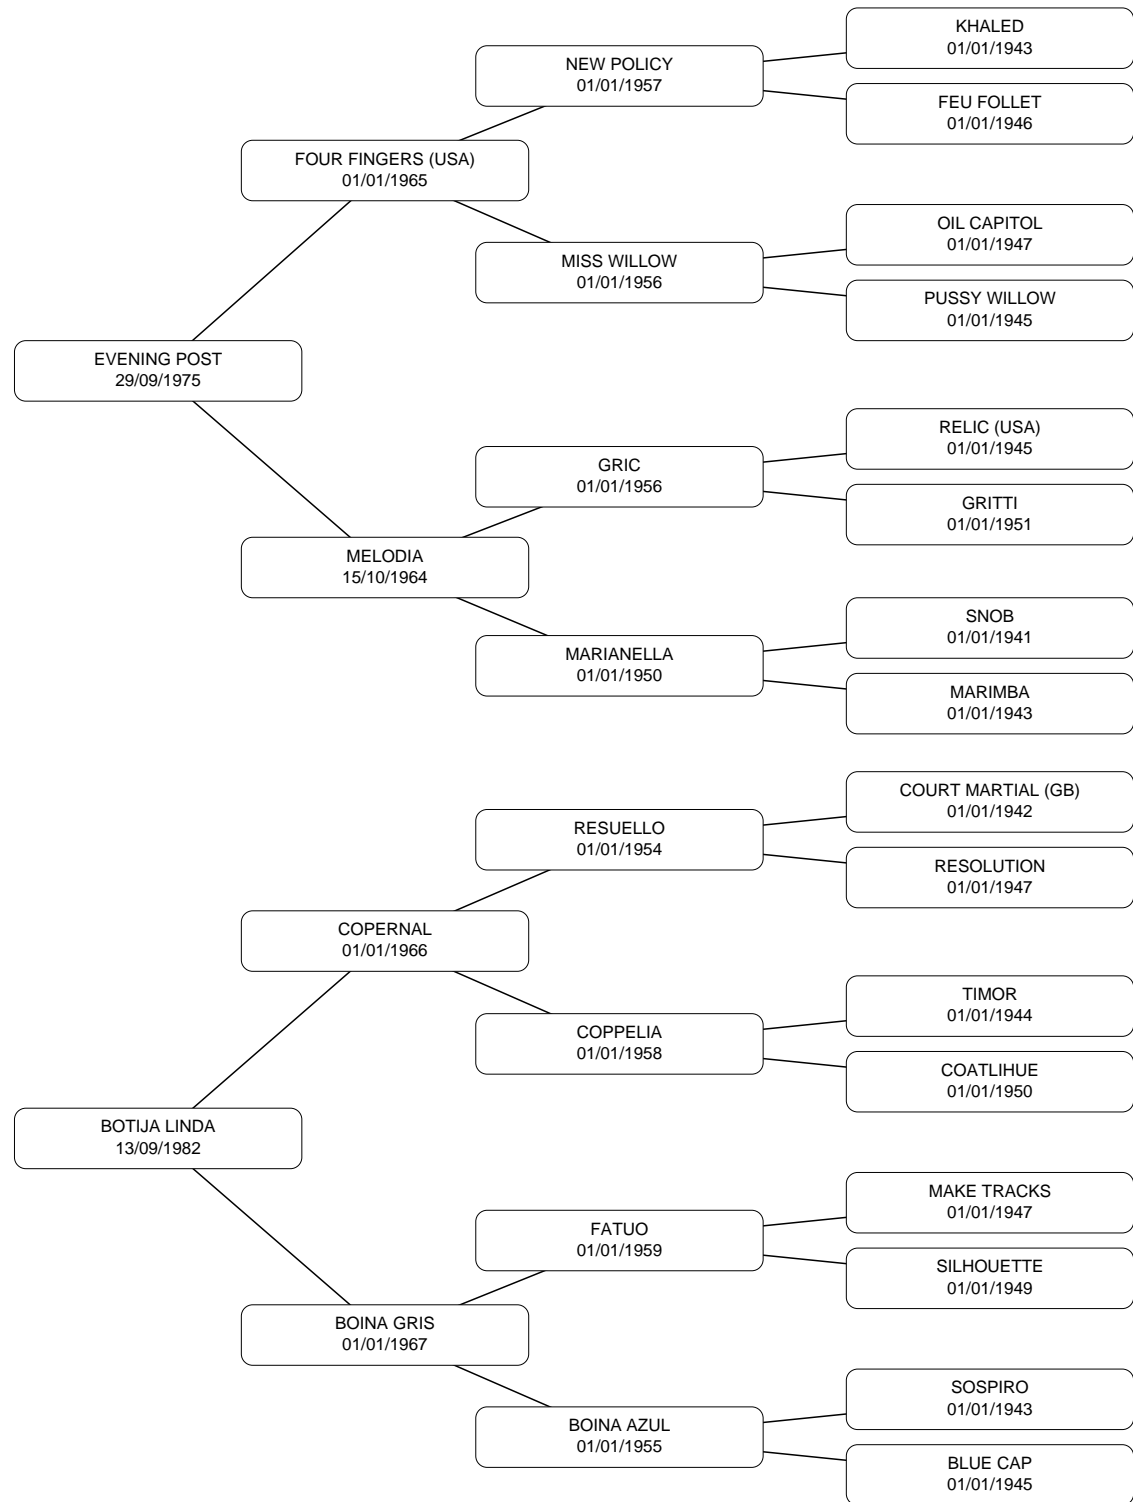 KHALED
01/01/1943
NEW POLICY
01/01/1957
FEU FOLLET
01/01/1946
FOUR FINGERS (USA)
01/01/1965
OIL CAPITOL
01/01/1947
MISS WILLOW
01/01/1956
PUSSY WILLOW
01/01/1945
EVENING POST
29/09/1975
RELIC (USA)
01/01/1945
GRIC
01/01/1956
GRITTI
01/01/1951
MELODIA
15/10/1964
SNOB
01/01/1941
MARIANELLA
01/01/1950
MARIMBA
01/01/1943
COURT MARTIAL (GB)
01/01/1942
RESUELLO
01/01/1954
RESOLUTION
01/01/1947
COPERNAL
01/01/1966
TIMOR
01/01/1944
COPPELIA
01/01/1958
COATLIHUE
01/01/1950
BOTIJA LINDA
13/09/1982
MAKE TRACKS
01/01/1947
FATUO
01/01/1959
SILHOUETTE
01/01/1949
BOINA GRIS
01/01/1967
SOSPIRO
01/01/1943
BOINA AZUL
01/01/1955
BLUE CAP
01/01/1945